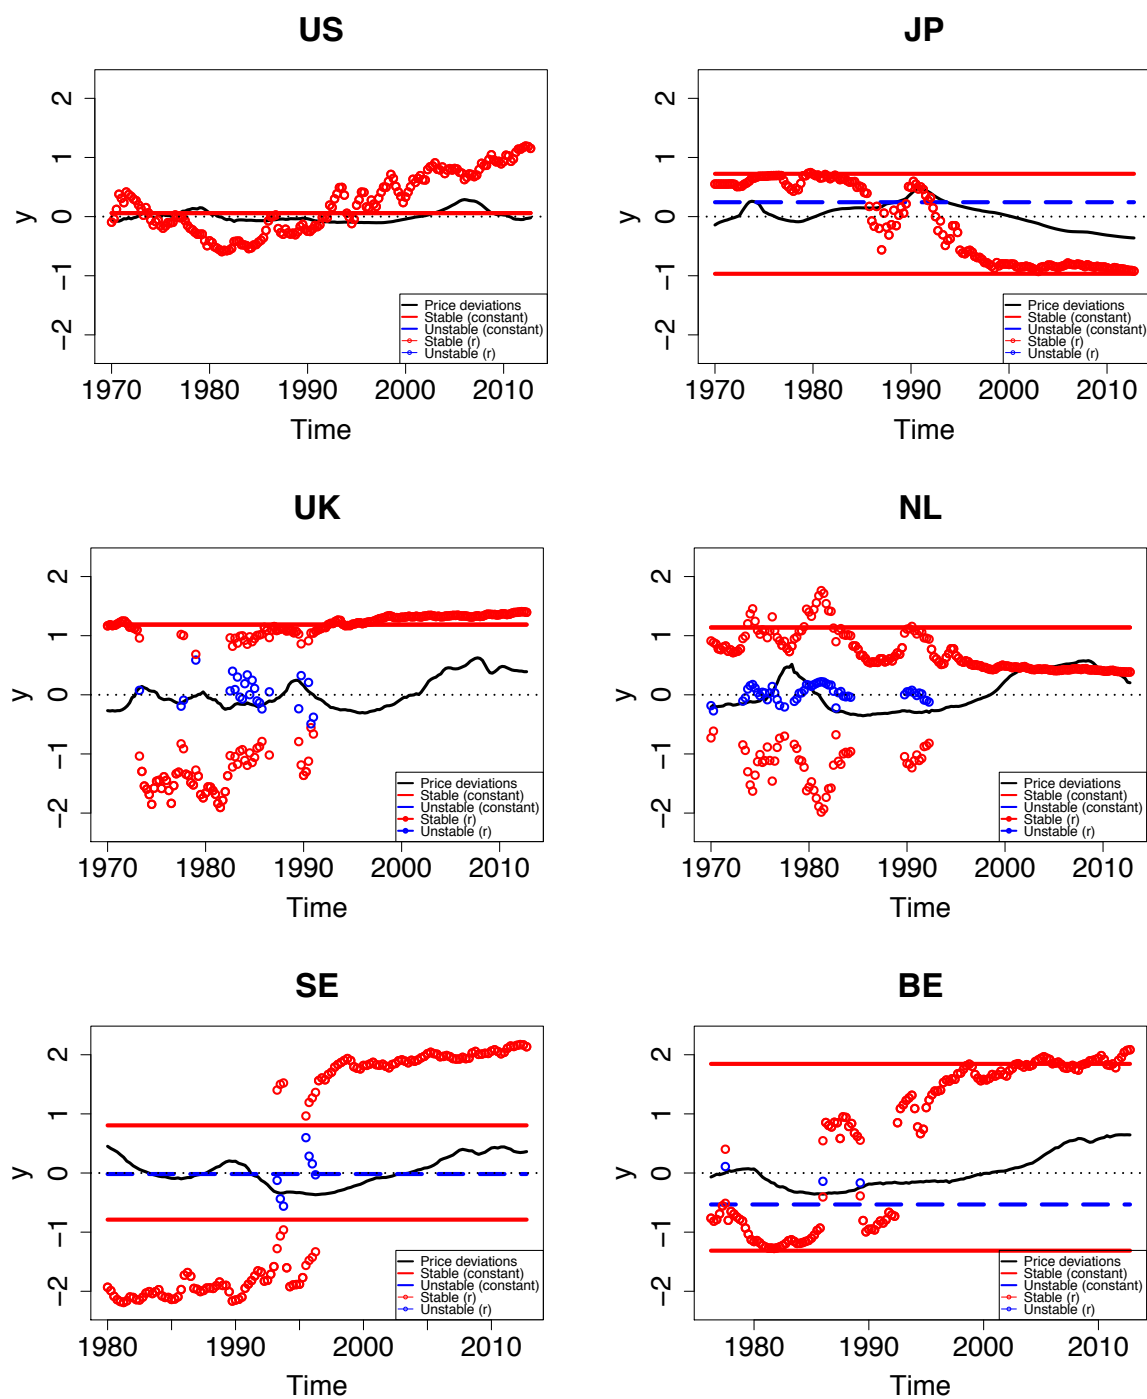 US
y
2
1
0
−1
−2
Price deviations
Stable (constant)
Unstable (constant)
Stable (r)
Unstable (r)
1970 1980 1990 2000 2010
Time
JP
y
2
1
0
−1
−2
Price deviations
Stable (constant)
Unstable (constant)
Stable (r)
Unstable (r)
1970 1980 1990 2000 2010
Time
UK
y
2
1
0
−1
−2
Price deviations
Stable (constant)
Unstable (constant)
Stable (r)
Unstable (r)
1970 1980 1990 2000 2010
Time
NL
y
2
1
0
−1
−2
Price deviations
Stable (constant)
Unstable (constant)
Stable (r)
Unstable (r)
1970 1980 1990 2000 2010
Time
SE
y
2
1
0
−1
−2
Price deviations
Stable (constant)
Unstable (constant)
Stable (r)
Unstable (r)
1980 1990 2000 2010
Time
BE
y
2
1
0
−1
−2
Price deviations
Stable (constant)
Unstable (constant)
Stable (r)
Unstable (r)
1980 1990 2000 2010
Time